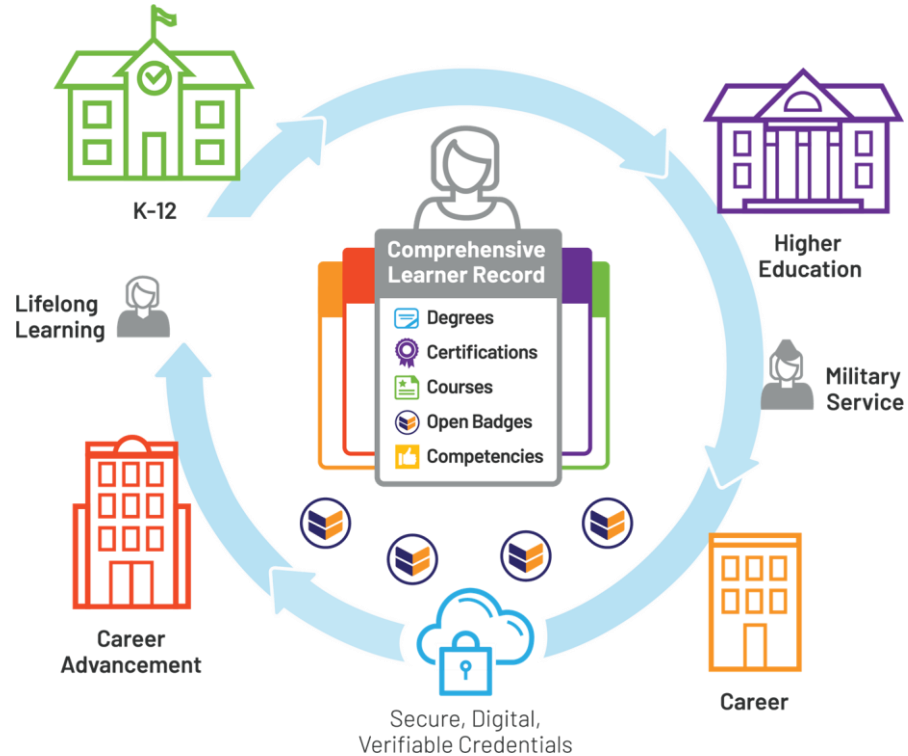 K-12
Higher
Education
Comprehensive
Learner Record
Degrees
Certifications
Courses
Open Badges
Competencies
Lifelong
Learning
Military
Service
Career
Advancement
Career
Secure, Digital,
Verifiable Credentials